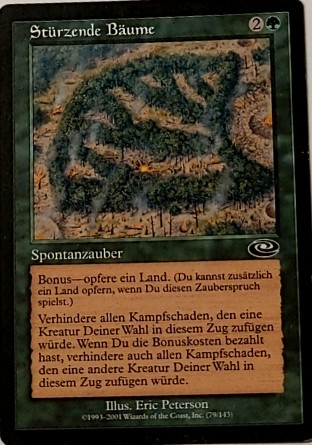 Stürzende Bäume 2
Spontanzauber
Bonus—opfere ein Land. (Du kannst zusätzlich
ein Land opfern, wenn Du diesen Zauberspruch
spielst.)
Verhindere allen Kampfschaden, den eine
Kreatur Deiner Wahl in diesem Zug zufügen
würde. Wenn Du die Bonuskosten bezahlt
hast, verhindere auch allen Kampfschaden,
den eine andere Kreatur Deiner Wahl in
diesem Zug zufügen würde.
Illus. Eric Peterson
©1993-2001 Wizards of the Coast, Inc. (79/143)